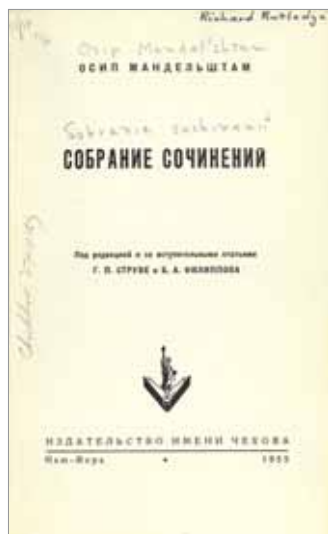 Richard Rutledge
Osip Mandel'shtam
ОСИП МАНДЕЛЬШТАМ
Sobranie sochinenii
СОБРАНИЕ СОЧИНЕНИЙ
Под редакцией и со вступительными статьями
Г. П. СТРУВЕ и Б. А. ФИЛИППОВА
ИЗДАТЕЛЬСТВО ИМЕНИ ЧЕХОВА
Нью-Йорк • 1955